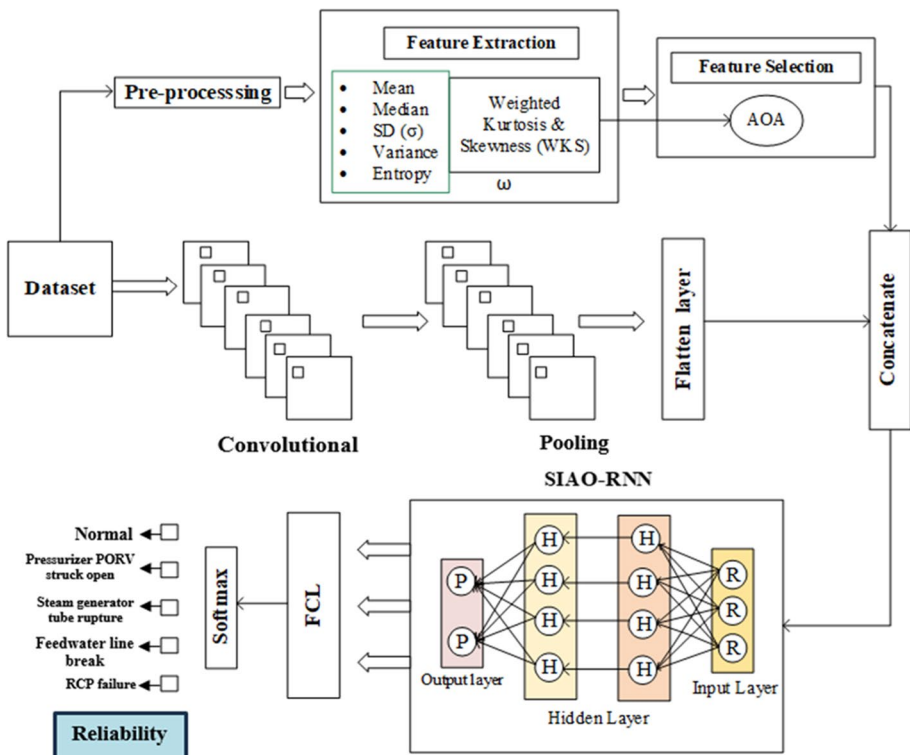 Feature Extraction
Feature Selection
Pre-processsing
• Mean
• Median
• SD (σ)
• Variance
• Entropy
Weighted
Kurtosis &
Skewness (WKS)
ω
AOA
Dataset
Flatten layer
Concatenate
Convolutional
Pooling
SIAO-RNN
Normal
Pressurizer PORV
struck open
Steam generator
tube rupture
Feedwater line
break
RCP failure
Softmax
FCL
P
P
H
H
H
H
H
H
H
H
R
R
R
Output layer
Hidden Layer
Input Layer
Reliability